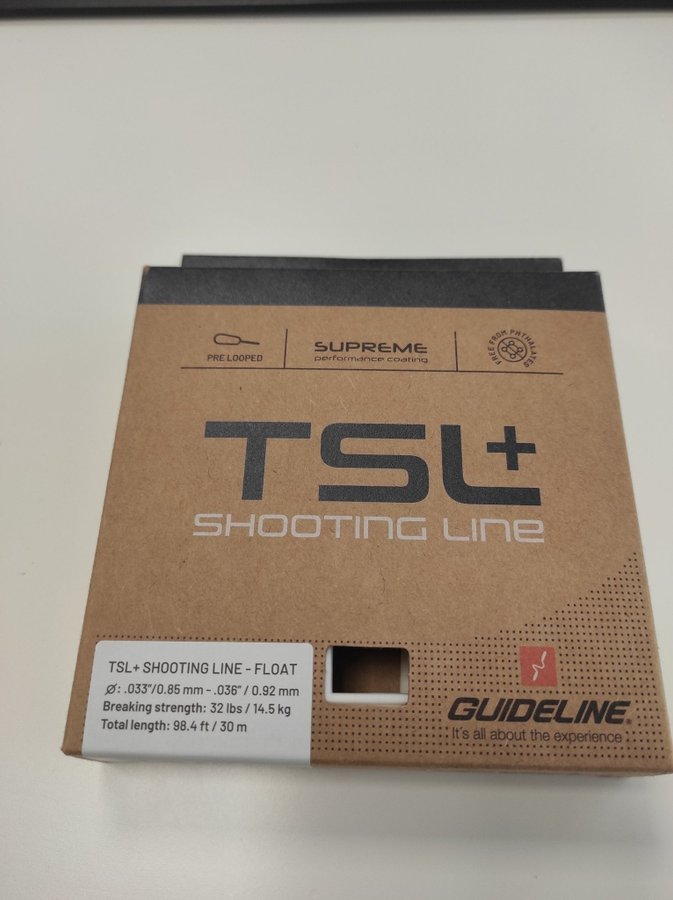 PRE LOOPED
SUPREME
performance coating
FREE FROM PHTHALATES
TSL+
SHOOTING LINE
TSL+ SHOOTING LINE - FLOAT
Ø: .033"/0.85 mm - .036" / 0.92 mm
Breaking strength: 32 lbs / 14.5 kg
Total length: 98.4 ft / 30 m
GUIDELINE®
It's all about the experience